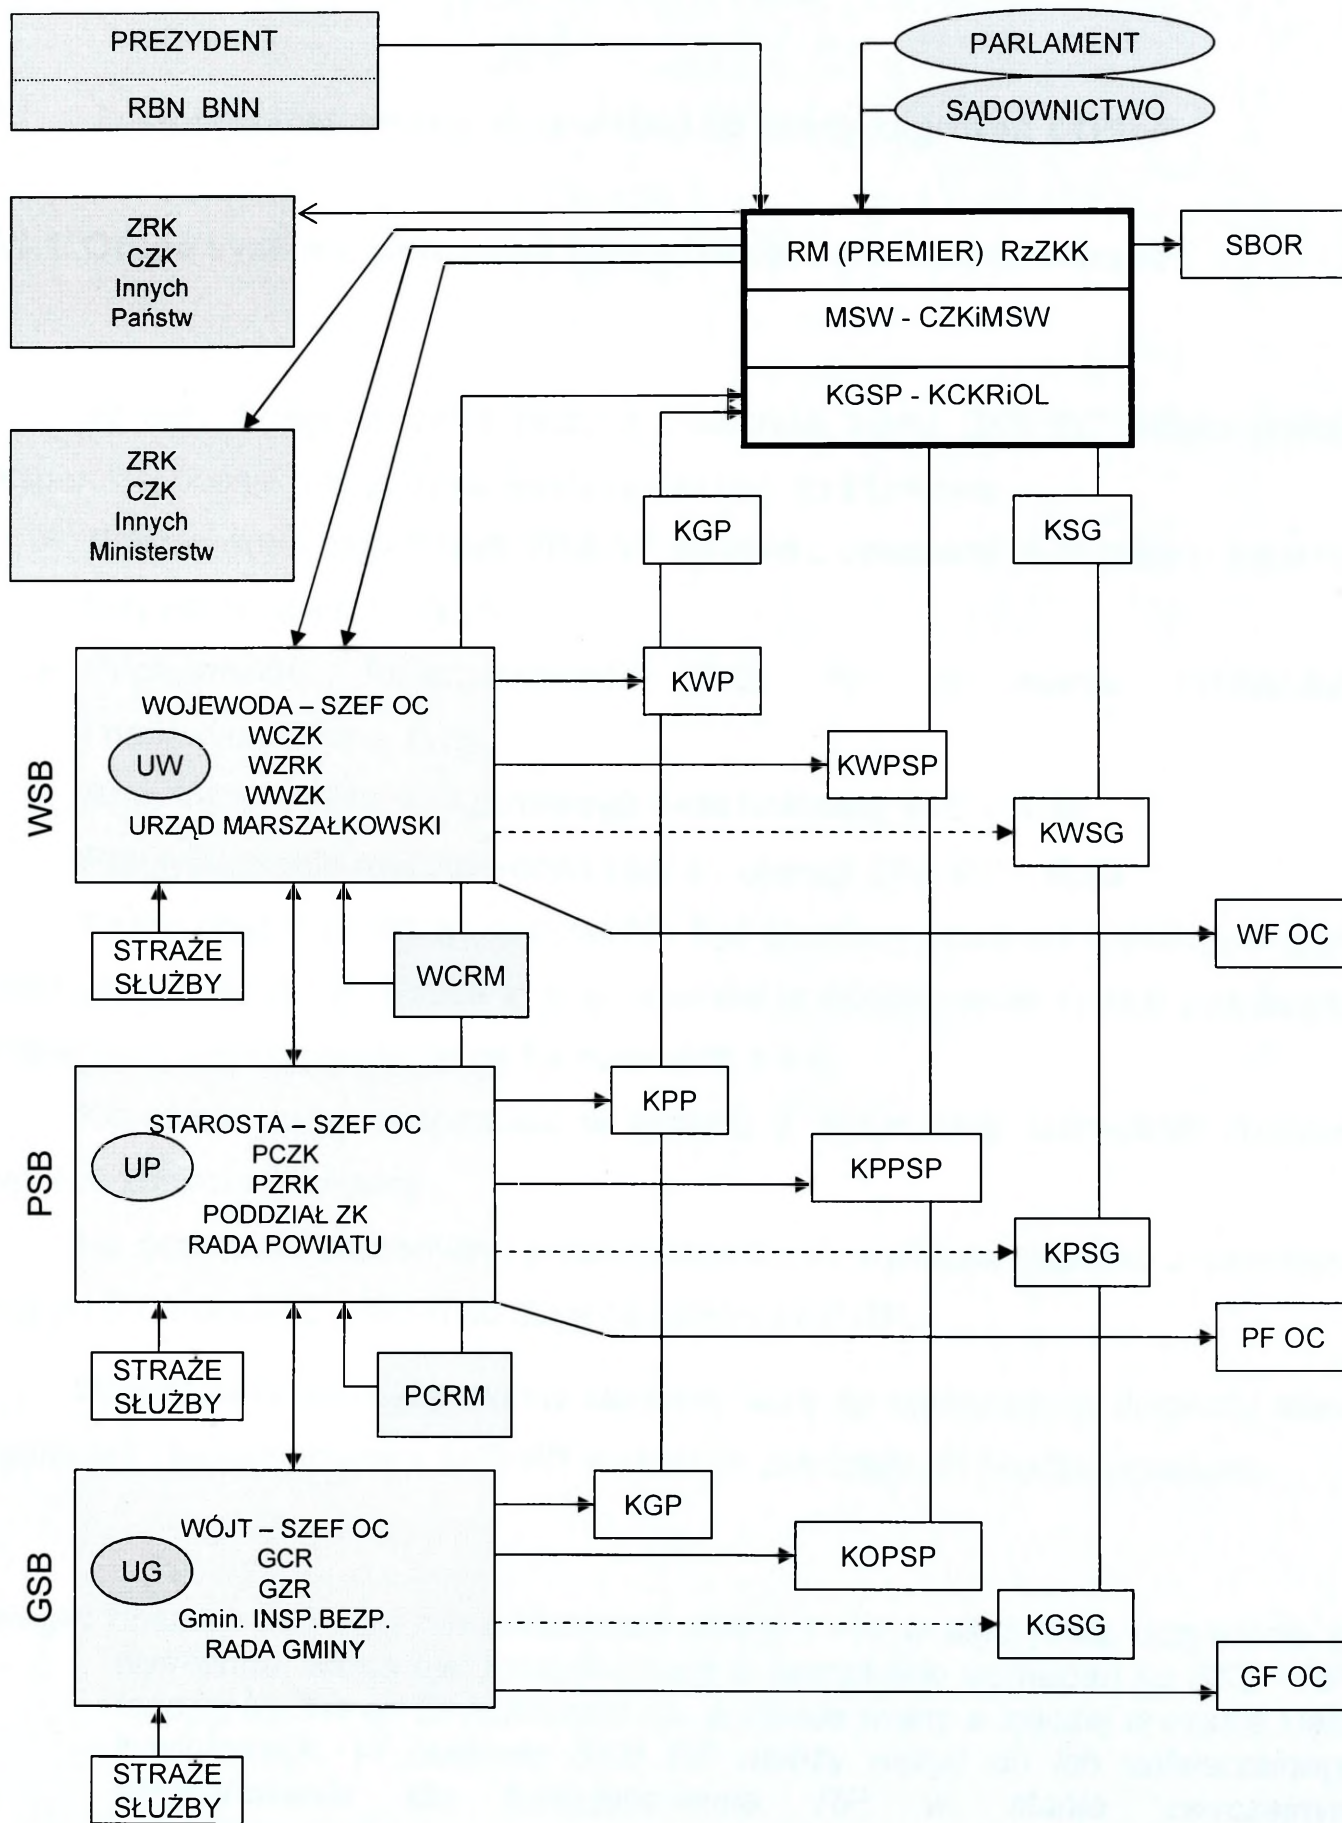 PREZYDENT
RBN BNN
PARLAMENT
SĄDOWNICTWO
ZRK
CZK
Innych
Państw
RM (PREMIER) RzZKK
MSW - CZKiMSW
KGSP - KCKRiOL
SBOR
ZRK
CZK
Innych
Ministerstw
KGP
KSG
WSB
WOJEWODA – SZEF OC
WCZK
UW
WZRK
WWZK
URZĄD MARSZAŁKOWSKI
KWP
KWPSP
KWSG
STRAŻE
SŁUŻBY
WCRM
WF OC
PSB
STAROSTA – SZEF OC
PCZK
UP
PZRK
PODDZIAŁ ZK
RADA POWIATU
KPP
KPPSP
KPSG
STRAŻE
SŁUŻBY
PCRM
PF OC
GSB
WÓJT – SZEF OC
GCR
UG
GZR
Gmin. INSP.BEZP.
RADA GMINY
KGP
KOPSP
KGSG
GF OC
STRAŻE
SŁUŻBY